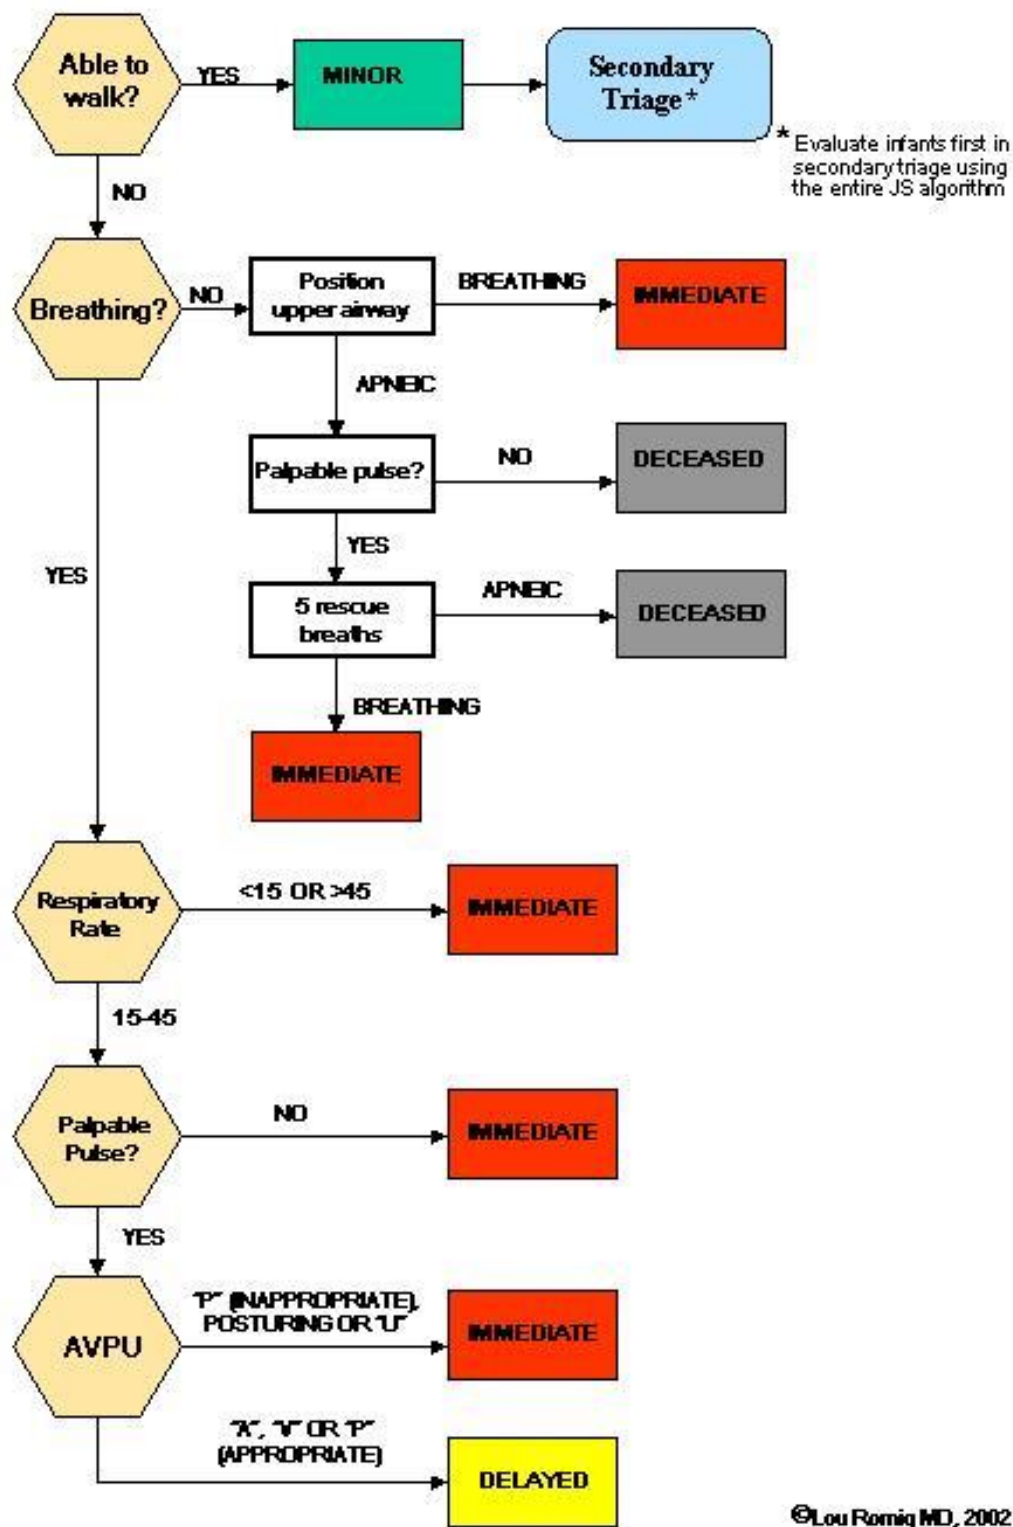 Able to
walk?
YES
MINOR
Secondary
Triage*
* Evaluate infants first in
secondary triage using
the entire JS algorithm
NO
Breathing?
NO
Position
upper airway
BREATHING
IMMEDIATE
APNEIC
Palpable pulse?
NO
DECEASED
YES
YES
5 rescue
breaths
APNEIC
DECEASED
BREATHING
IMMEDIATE
Respiratory
Rate
<15 OR >45
IMMEDIATE
15-45
Palpable
Pulse?
NO
IMMEDIATE
YES
AVPU
"P" (INAPPROPRIATE),
POSTURING OR "U"
IMMEDIATE
"A", "V" OR "P"
(APPROPRIATE)
DELAYED
©Lou Romig MD, 2002